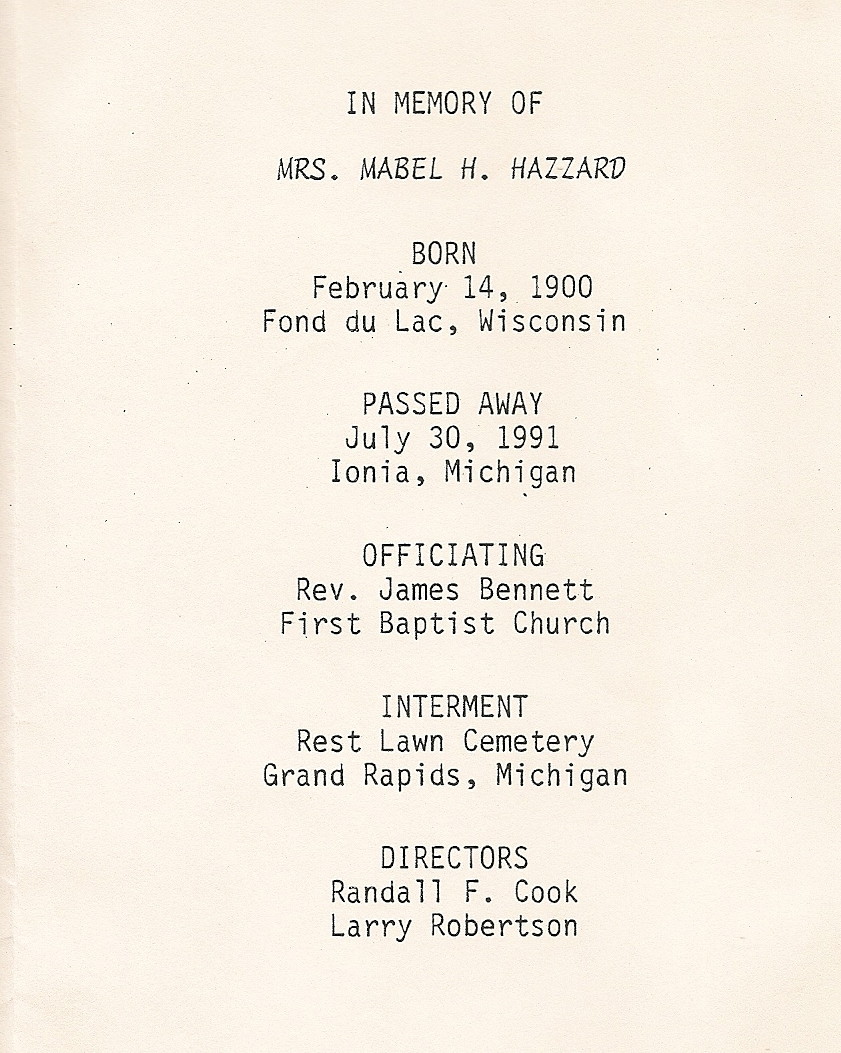 IN MEMORY OF
MRS. MABEL H. HAZZARD
BORN
February 14, 1900
Fond du Lac, Wisconsin
PASSED AWAY
July 30, 1991
Ionia, Michigan
OFFICIATING
Rev. James Bennett
First Baptist Church
INTERMENT
Rest Lawn Cemetery
Grand Rapids, Michigan
DIRECTORS
Randall F. Cook
Larry Robertson